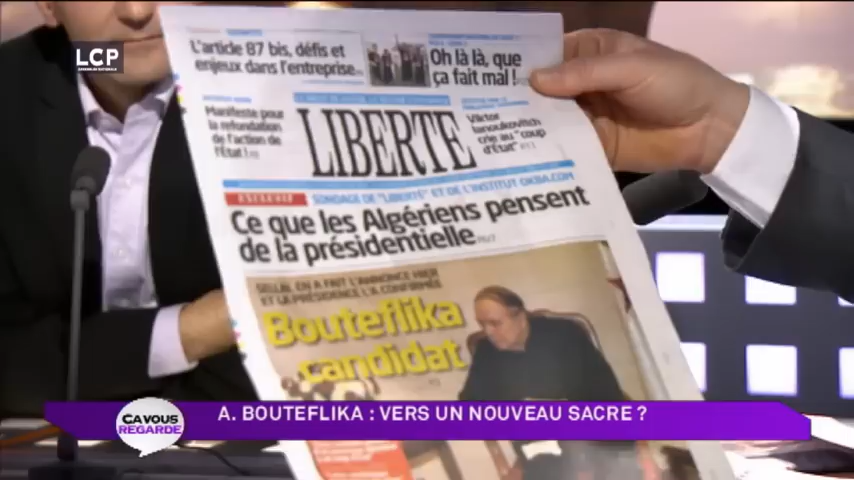 LCP
L'article 87 bis, défis et
enjeux dans l'entreprise
Oh là là, que
ça fait mal !
Manifeste pour
la refondation
de l'action de
l'État !
LIBERTE
Viktor
Ianoukovitch
crie au "coup
d'État"
EXCLUSIF
SONDAGE DE "LIBERTÉ" ET DE L'INSTITUT OKBA.COM
Ce que les Algériens pensent
de la présidentielle
SELLAL EN A FAIT L'ANNONCE HIER
ET LA PRÉSIDENCE L'A CONFIRMÉE
Bouteflika
candidat
ÇA VOUS
REGARDE
A. BOUTEFLIKA : VERS UN NOUVEAU SACRE ?